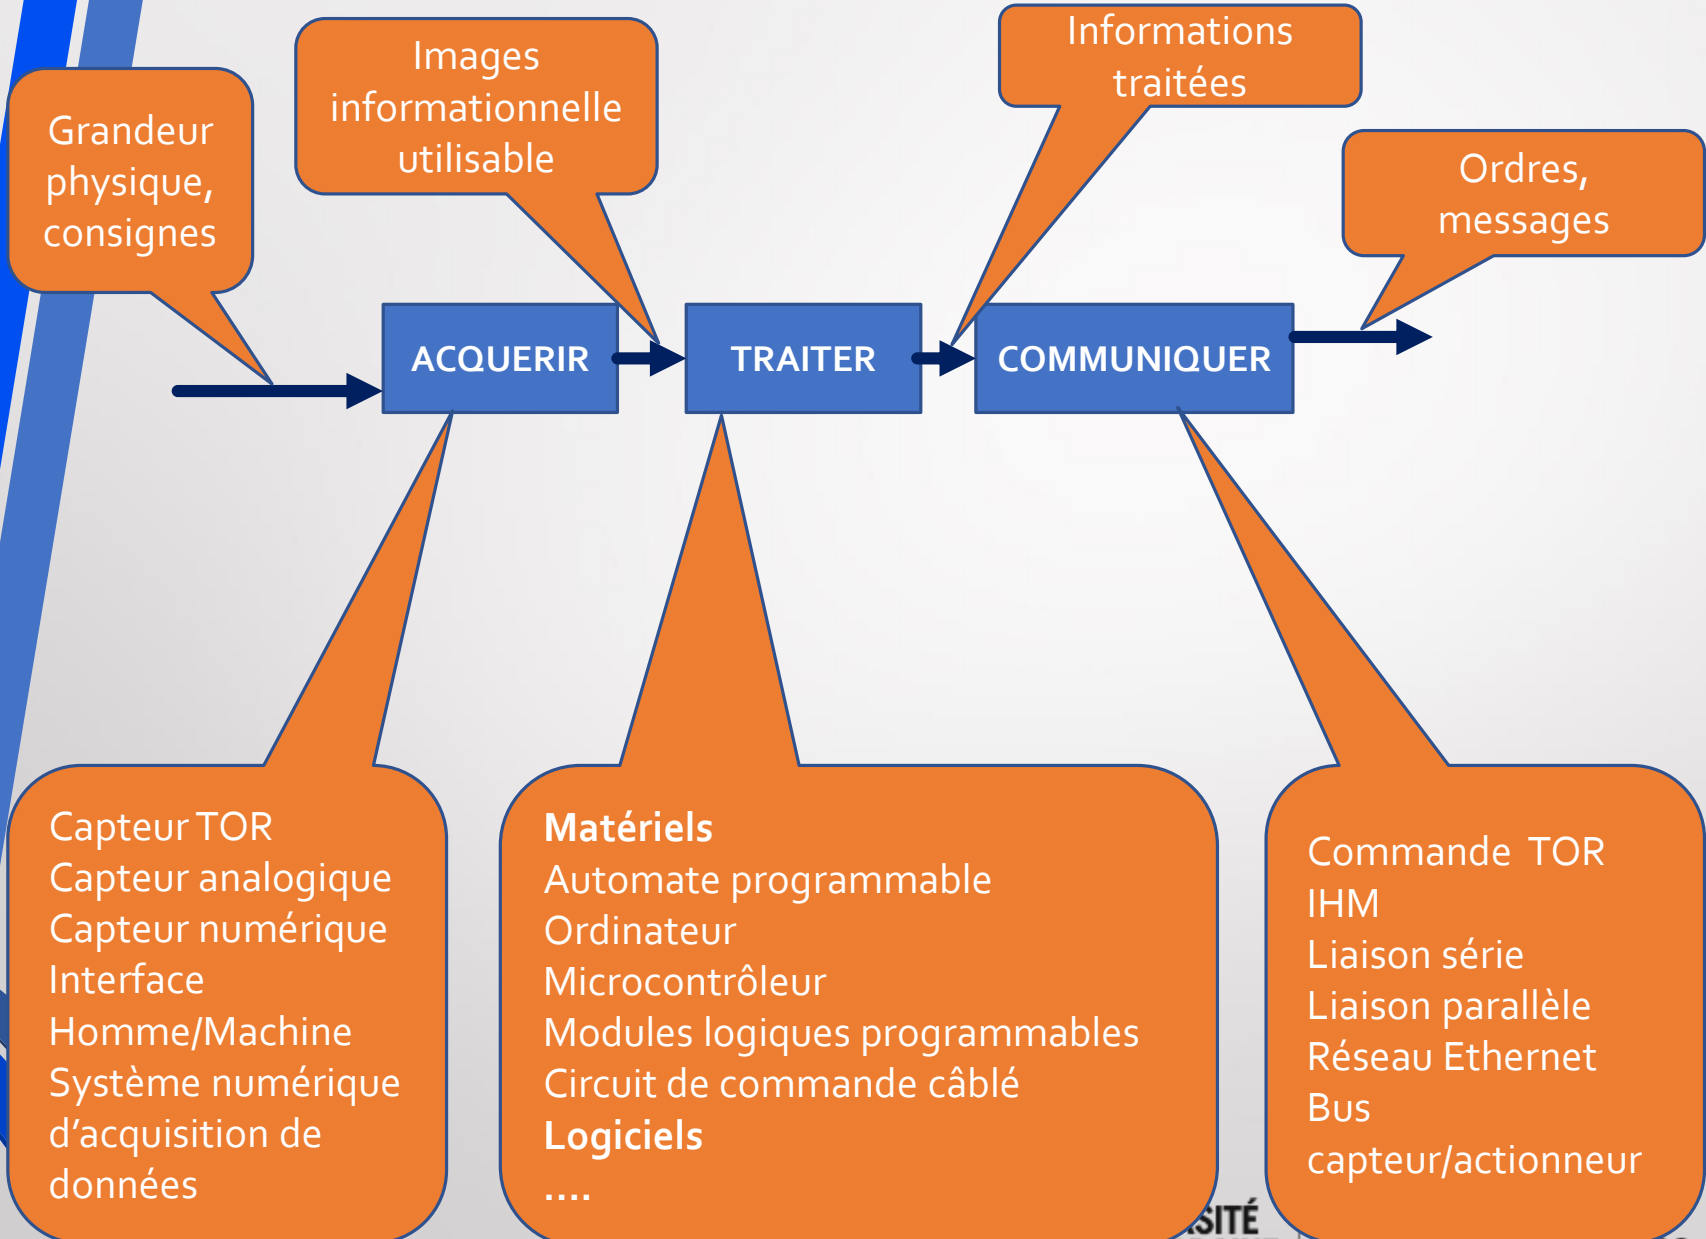 Grandeur
physique,
consignes
Images
informationnelle
utilisable
Informations
traitées
Ordres,
messages
ACQUERIR
TRAITER
COMMUNIQUER
Capteur TOR
Capteur analogique
Capteur numérique
Interface
Homme/Machine
Système numérique
d’acquisition de
données
Matériels
Automate programmable
Ordinateur
Microcontrôleur
Modules logiques programmables
Circuit de commande câblé
Logiciels
....
Commande TOR
IHM
Liaison série
Liaison parallèle
Réseau Ethernet
Bus
capteur/actionneur